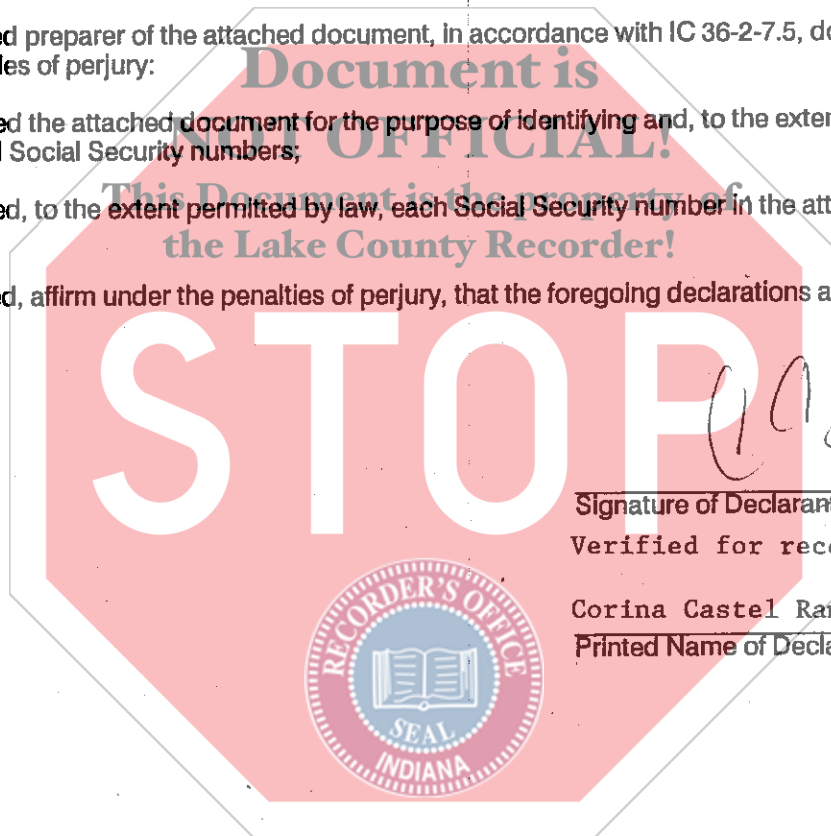 ed preparer of the attached document, in accordance with IC 36-2-7.5, do
les of perjury:
Document is
ed the attached document for the purpose of identifying and, to the exten
NOT OFFICIAL!
l Social Security numbers;
This Document is the property of
ed, to the extent permitted by law, each Social Security number in the att
the Lake County Recorder!
ed, affirm under the penalties of perjury, that the foregoing declarations a
STOP
Signature of Declarant
Verified for reco
RECORDER'S OFFICE
Corina Castel Ran
Printed Name of Decla
SEAL
INDIANA